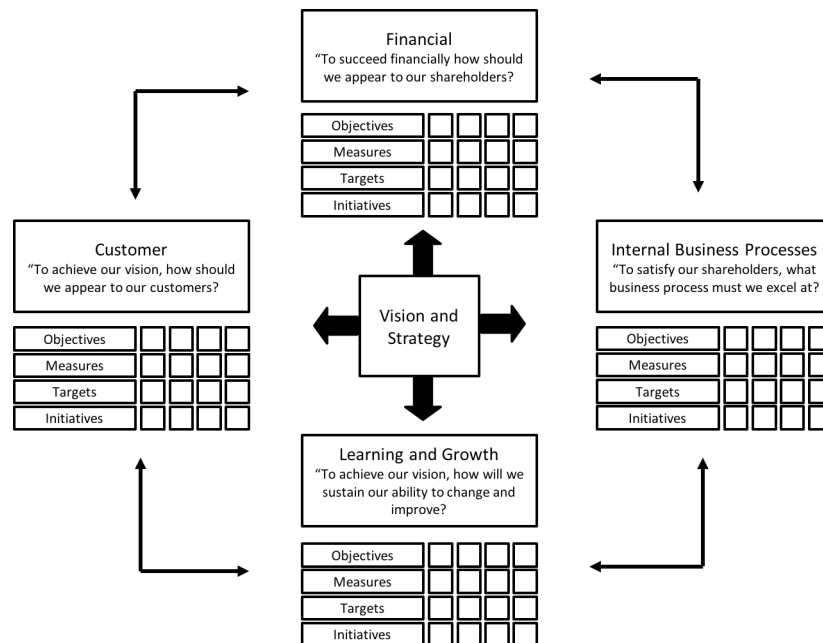 Financial
“To succeed financially how should
we appear to our shareholders?
Objectives
Measures
Targets
Initiatives
Customer
“To achieve our vision, how should
we appear to our customers?
Objectives
Measures
Targets
Initiatives
Vision and
Strategy
Internal Business Processes
“To satisfy our shareholders, what
business process must we excel at?
Objectives
Measures
Targets
Initiatives
Learning and Growth
“To achieve our vision, how will we
sustain our ability to change and
improve?
Objectives
Measures
Targets
Initiatives